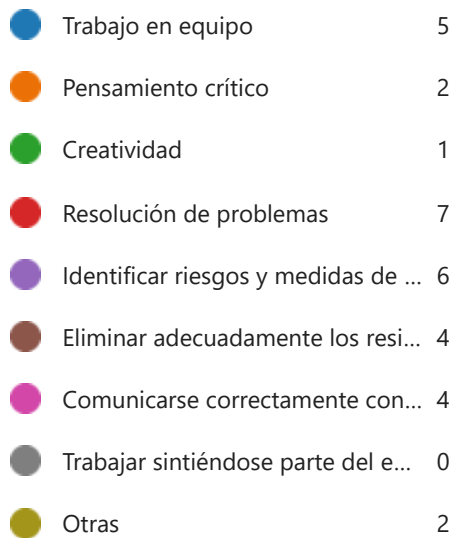 Trabajo en equipo 5
Pensamiento crítico 2
Creatividad 1
Resolución de problemas 7
Identificar riesgos y medidas de ... 6
Eliminar adecuadamente los resi... 4
Comunicarse correctamente con... 4
Trabajar sintiéndose parte del e... 0
Otras 2